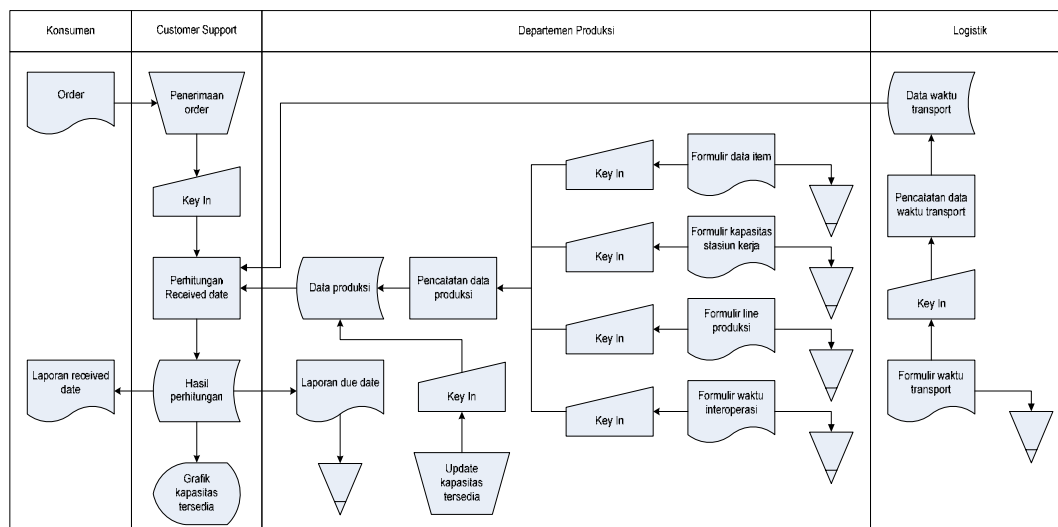 Konsumen
Customer Support
Departemen Produksi
Logistik
Order
Penerimaan
order
Key In
Perhitungan
Received date
Hasil
perhitungan
Laporan received
date
Grafik
kapasitas
tersedia
Data produksi
Pencatatan data
produksi
Laporan due date
Key In
Update
kapasitas
tersedia
Key In
Formulir data item
Key In
Formulir kapasitas
stasiun kerja
Key In
Formulir line
produksi
Key In
Formulir waktu
interoperasi
Data waktu
transport
Pencatatan data
waktu transport
Key In
Formulir waktu
transport